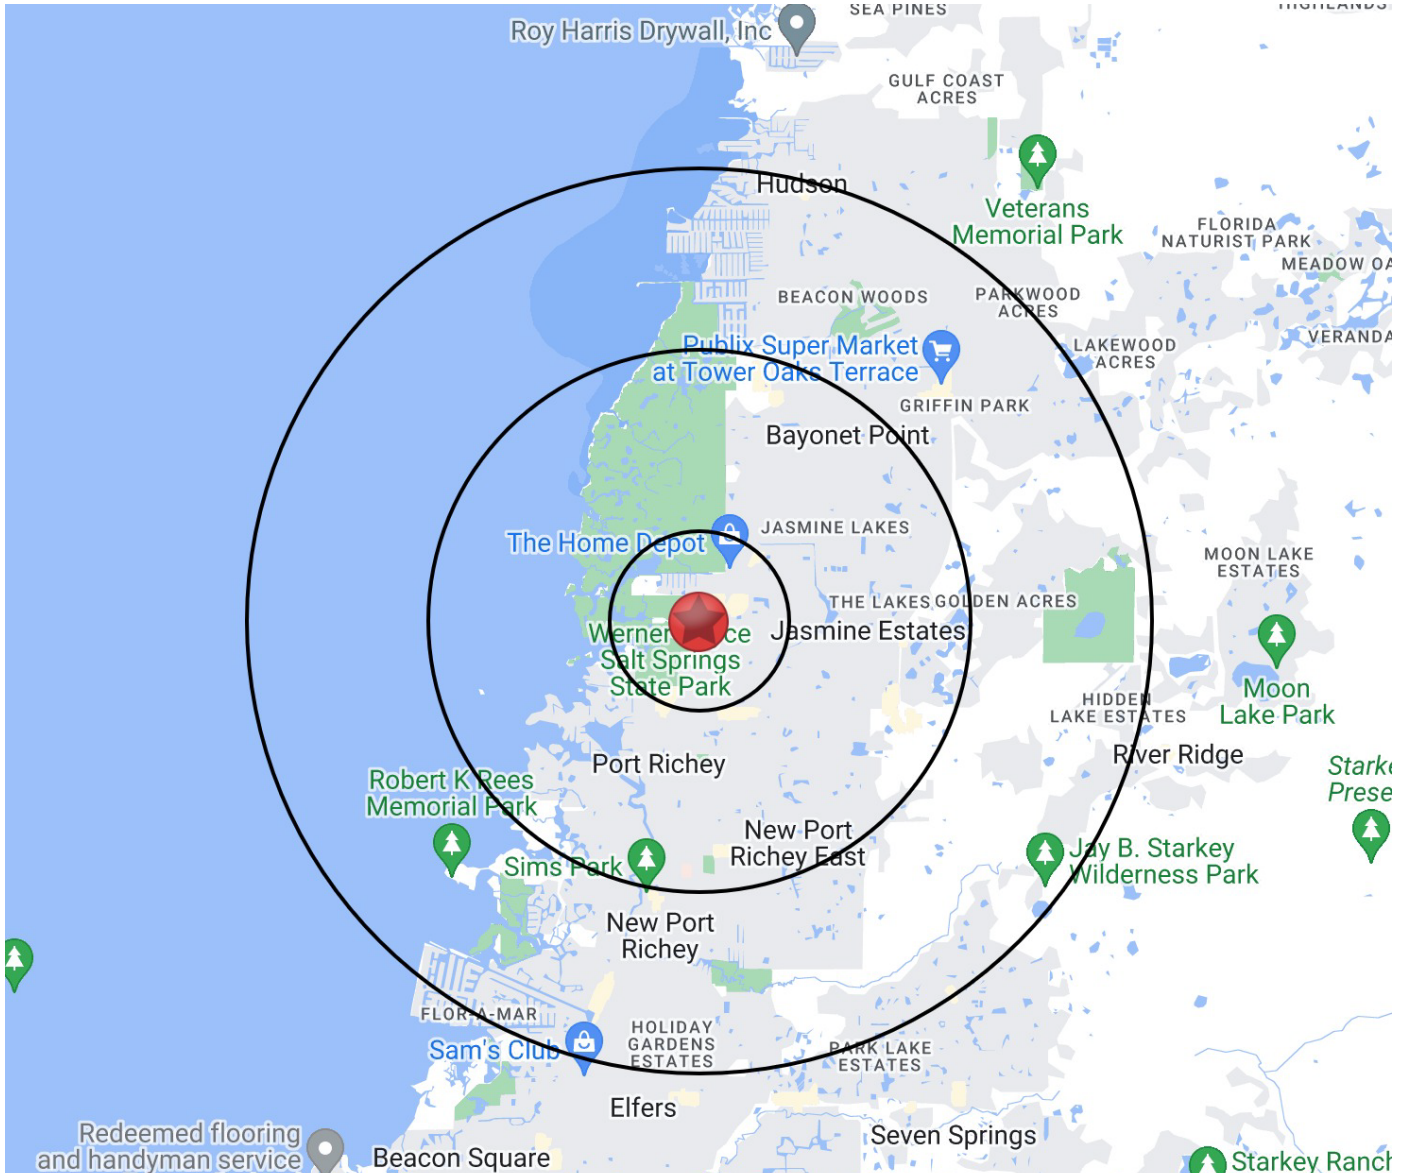 SEA PINES
HIGHLANDS
Roy Harris Drywall, Inc
GULF COAST
ACRES
Hudson
Veterans
Memorial Park
FLORIDA
NATURIST PARK
MEADOW OA
BEACON WOODS
PARKWOOD
ACRES
VERANDA
Publix Super Market
at Tower Oaks Terrace
LAKEWOOD
ACRES
GRIFFIN PARK
Bayonet Point
The Home Depot
JASMINE LAKES
MOON LAKE
ESTATES
THE LAKES
GOLDEN ACRES
Jasmine Estates
Salt Springs
State Park
Moon
Lake Park
HIDDEN
LAKE ESTATES
River Ridge
Port Richey
Robert K Rees
Memorial Park
Starke
Prese
New Port
Richey East
Sims Park
Jay B. Starkey
Wilderness Park
New Port
Richey
FLOR-A-MAR
HOLIDAY
GARDENS
ESTATES
Sam's Club
PARK LAKE
ESTATES
Elfers
Seven Springs
Redeemed flooring
and handyman service
Beacon Square
Starkey Ranch